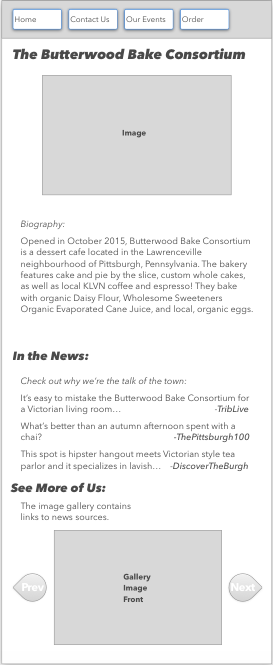 Home Contact Us Our Events Order
The Butterwood Bake Consortium
Image
Biography:
Opened in October 2015, Butterwood Bake Consortium
is a dessert cafe located in the Lawrenceville
neighbourhood of Pittsburgh, Pennsylvania. The bakery
features cake and pie by the slice, custom whole cakes,
as well as local KLVN coffee and espresso! They bake
with organic Daisy Flour, Wholesome Sweeteners
Organic Evaporated Cane Juice, and local, organic eggs.
In the News:
Check out why we're the talk of the town:
It's easy to mistake the Butterwood Bake Consortium for
a Victorian living room… -TribLive
What's better than an autumn afternoon spent with a
chai? -ThePittsburgh100
This spot is hipster hangout meets Victorian style tea
parlor and it specializes in lavish… -DiscoverTheBurgh
See More of Us:
The image gallery contains
links to news sources.
Gallery
Image
Front
Prev Next